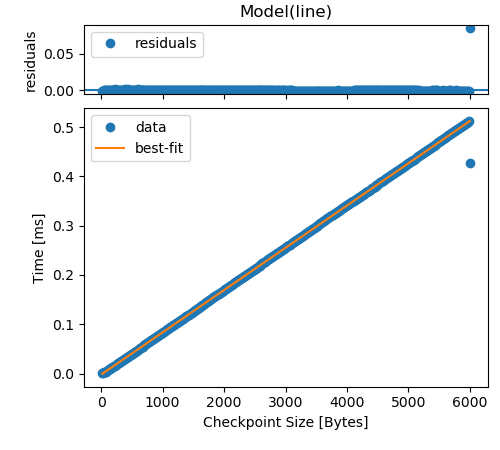 Model(line)
residuals
0.05
0.00
residuals
Time [ms]
0.5
0.4
0.3
0.2
0.1
0.0
data
best-fit
0
1000
2000
3000
4000
5000
6000
Checkpoint Size [Bytes]